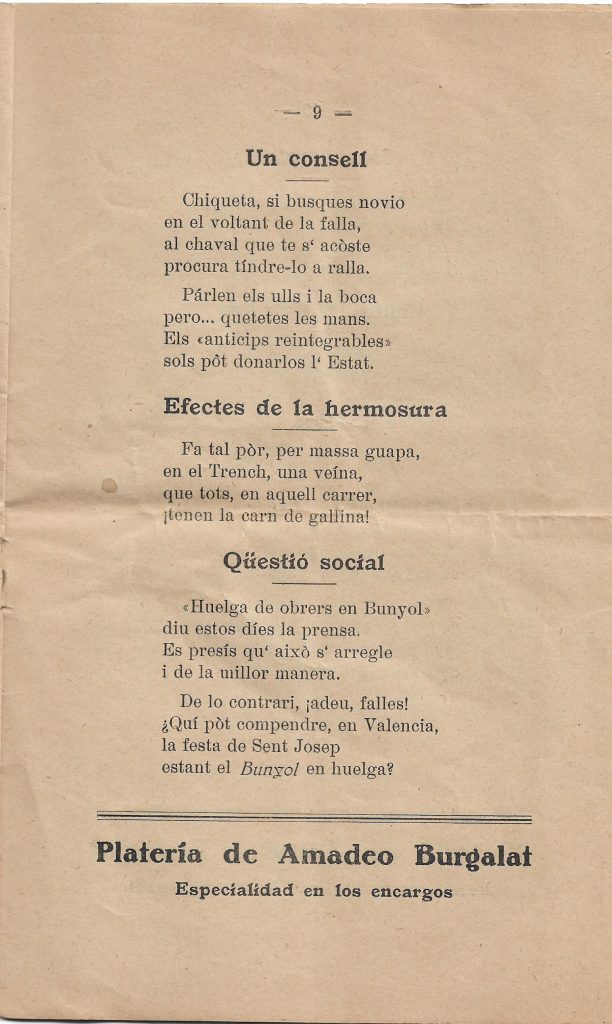 — 9 —
Un consell
Chiqueta, si busques novio
en el voltant de la falla,
al chaval que te s‘ acòste
procura tíndre-lo a ralla.
Párlen els ulls i la boca
pero... quetetes les mans.
Els «anticips reintegrables»
sols pôt donarlos l‘ Estat.
Efectes de la hermosura
Fa tal pòr, per massa guapa,
en el Trench, una veína,
que tots, en aquell carrer,
¡tenen la carn de gallina!
Qüestió social
«Huelga de obrers en Bunyol»
diu estos díes la prensa.
Es presís qu‘ això s‘ arregle
i de la millor manera.
De lo contrari, ¡adeu, falles!
¿Quí pòt compendre, en Valencia,
la festa de Sent Josep
estant el Bunyol en huelga?
Platería de Amadeo Burgalat
Especialidad en los encargos